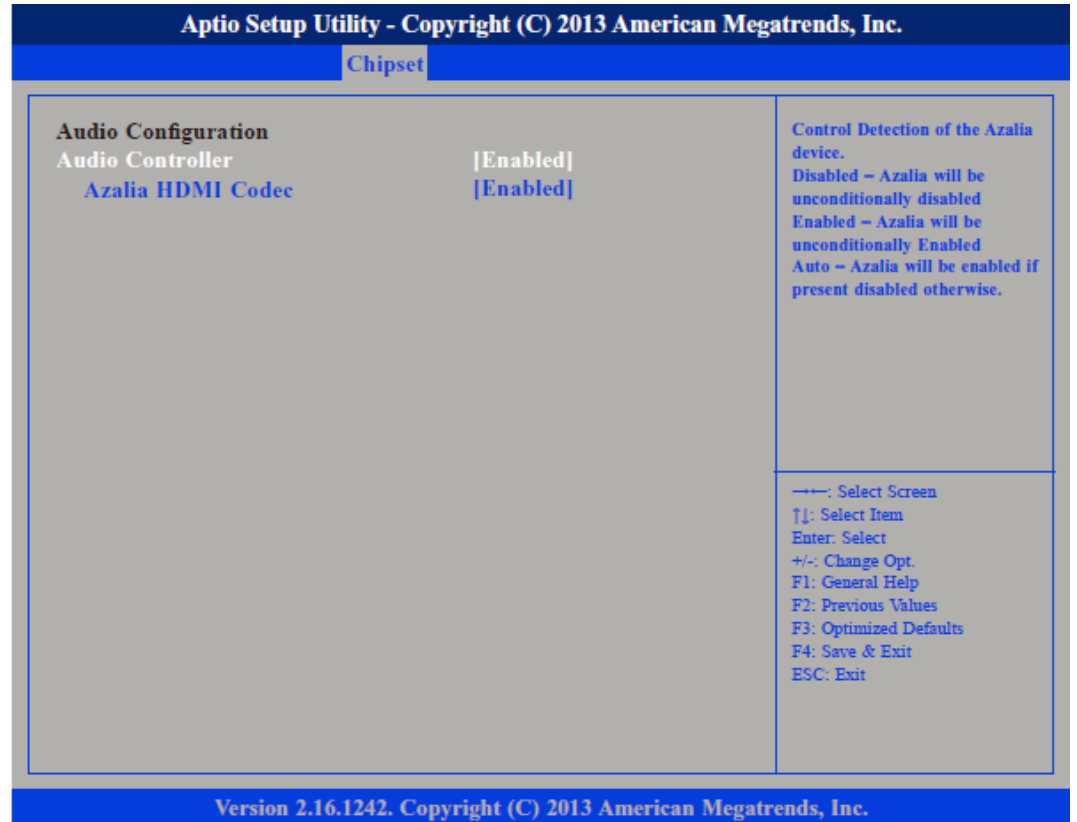 Aptio Setup Utility - Copyright (C) 2013 American Megatrends, Inc.
Chipset
Audio Configuration
Audio Controller [Enabled]
Azalia HDMI Codec [Enabled]
Control Detection of the Azalia
device.
Disabled – Azalia will be
unconditionally disabled
Enabled – Azalia will be
unconditionally Enabled
Auto – Azalia will be enabled if
present disabled otherwise.
→←: Select Screen
↑↓: Select Item
Enter: Select
+/-: Change Opt.
F1: General Help
F2: Previous Values
F3: Optimized Defaults
F4: Save & Exit
ESC: Exit
Version 2.16.1242. Copyright (C) 2013 American Megatrends, Inc.